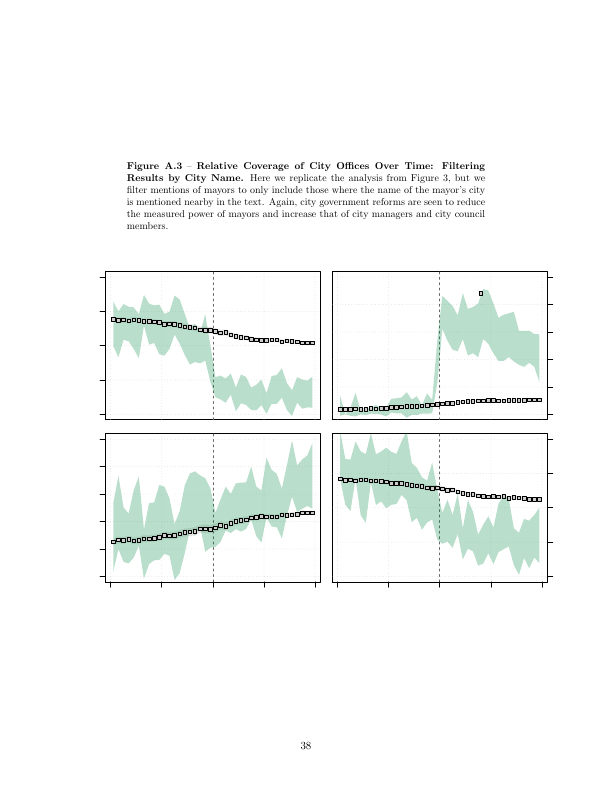 Figure A.3 – Relative Coverage of City Offices Over Time: Filtering
Results by City Name. Here we replicate the analysis from Figure 3, but we
filter mentions of mayors to only include those where the name of the mayor's city
is mentioned nearby in the text. Again, city government reforms are seen to reduce
the measured power of mayors and increase that of city managers and city council
members.
38